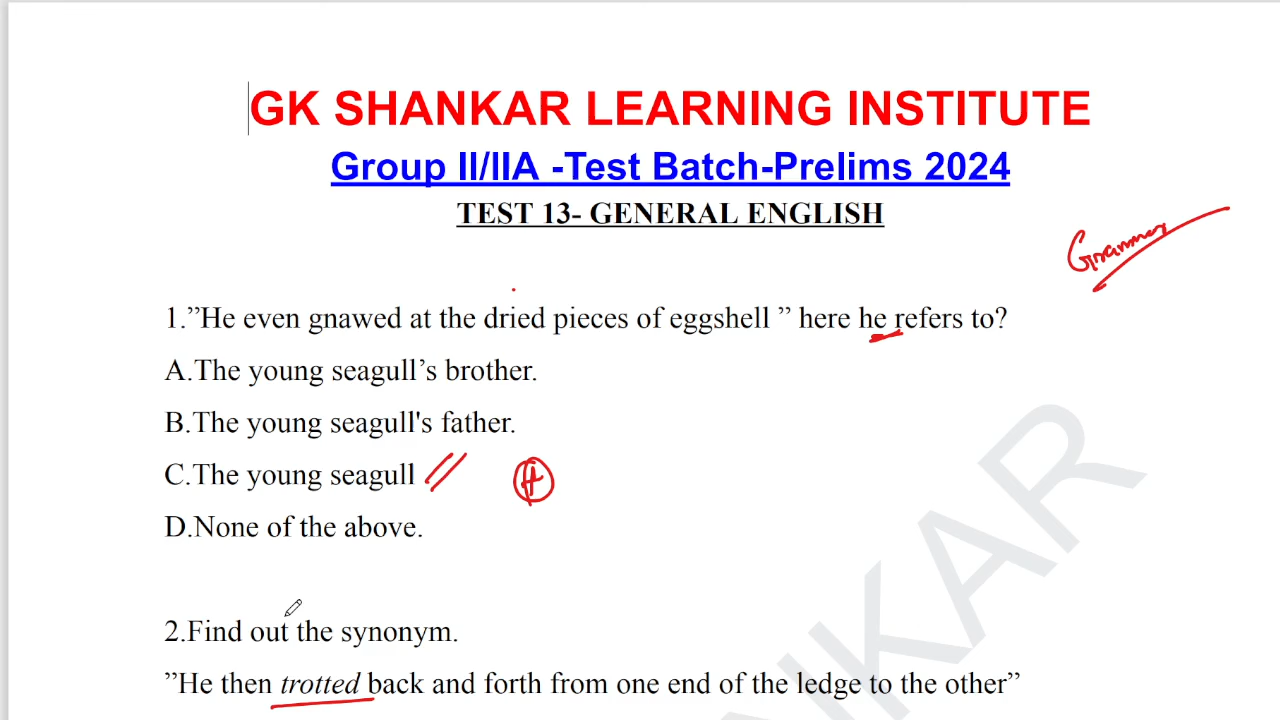 GK SHANKAR LEARNING INSTITUTE
Group II/IIA -Test Batch-Prelims 2024
TEST 13- GENERAL ENGLISH
Grammer
1.”He even gnawed at the dried pieces of eggshell ” here he refers to?
A.The young seagull’s brother.
B.The young seagull's father.
C.The young seagull
D.None of the above.
2.Find out the synonym.
”He then trotted back and forth from one end of the ledge to the other”